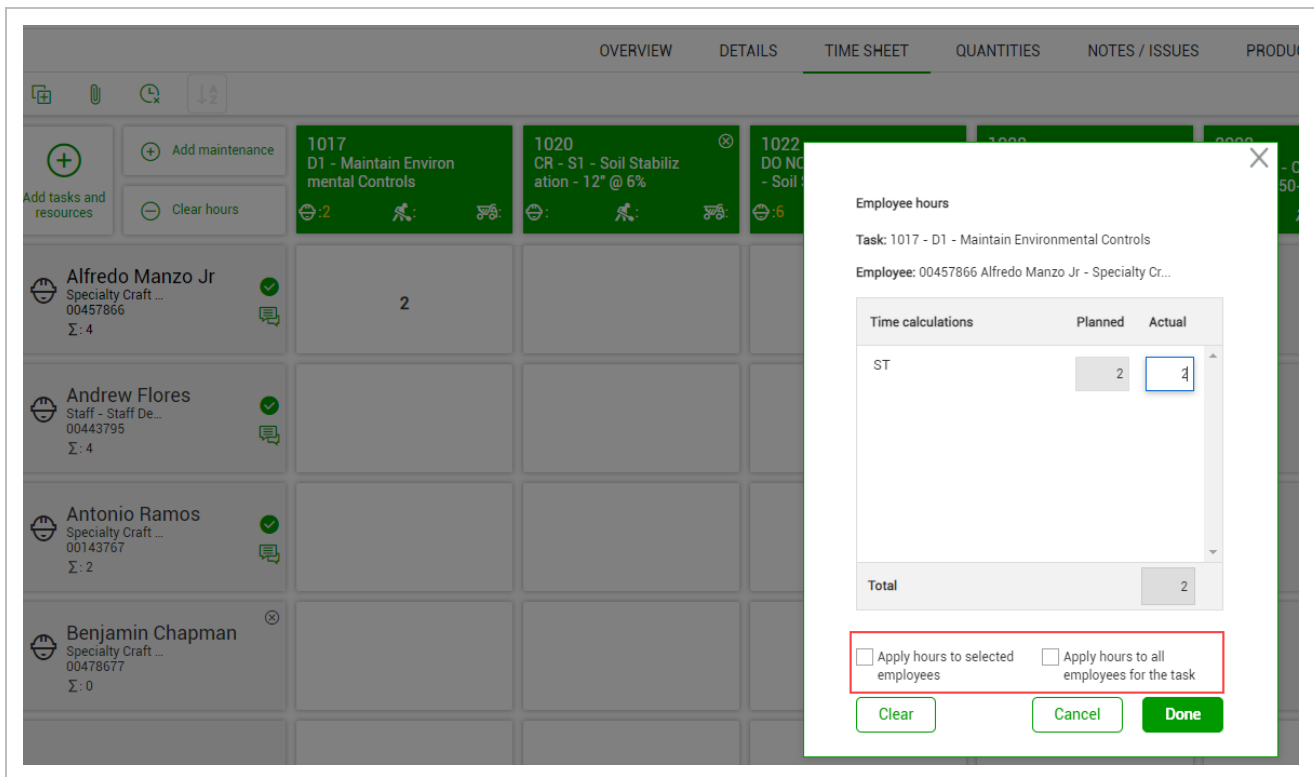 OVERVIEW DETAILS TIME SHEET QUANTITIES NOTES / ISSUES PRODU
Add tasks and
resources
Add maintenance
Clear hours
1017
D1 - Maintain Environ
mental Controls
:2 : :
1020
CR - S1 - Soil Stabiliz
ation - 12" @ 6%
: : :
1022
DO NO
- Soil
:6
Alfredo Manzo Jr
Specialty Craft ...
00457866
Σ: 4
2
Andrew Flores
Staff - Staff De...
00443795
Σ: 4
Antonio Ramos
Specialty Craft ...
00143767
Σ: 2
Benjamin Chapman
Specialty Craft ...
00478677
Σ: 0
Employee hours
Task: 1017 - D1 - Maintain Environmental Controls
Employee: 00457866 Alfredo Manzo Jr - Specialty Cr...
Time calculations Planned Actual
ST 2 2
Total 2
Apply hours to selected
employees
Apply hours to all
employees for the task
Clear Cancel Done